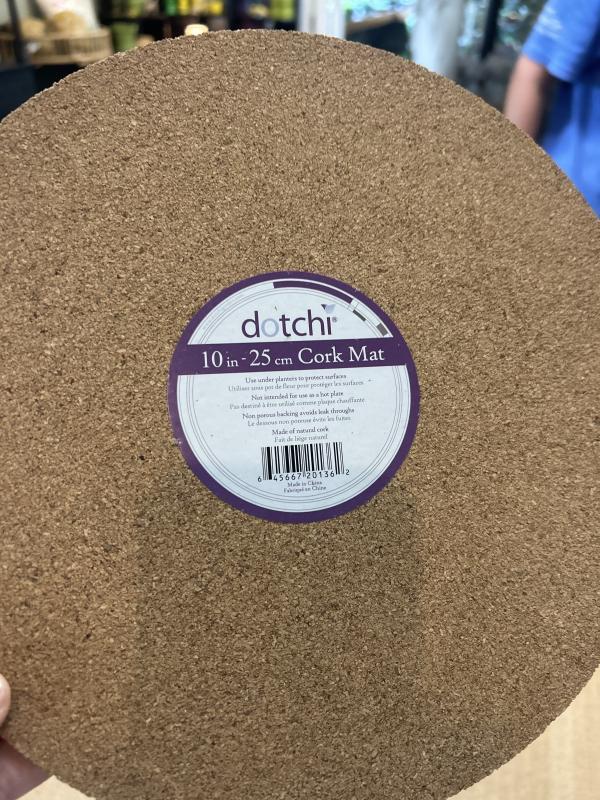 dotchi®
10 in - 25 cm Cork Mat
Use under planters to protect surfaces
Utiliser sous pot de fleur pour protéger les surfaces
Not intended for use as a hot plate
Pas destiné à être utilisé comme plaque chauffante
Non porous backing avoids leak throughs
Le dessous non poreuse évite les fuites
Made of natural cork
Fait de liège naturel
6 45667 20136 2
Made in China
Fabriqué en Chine